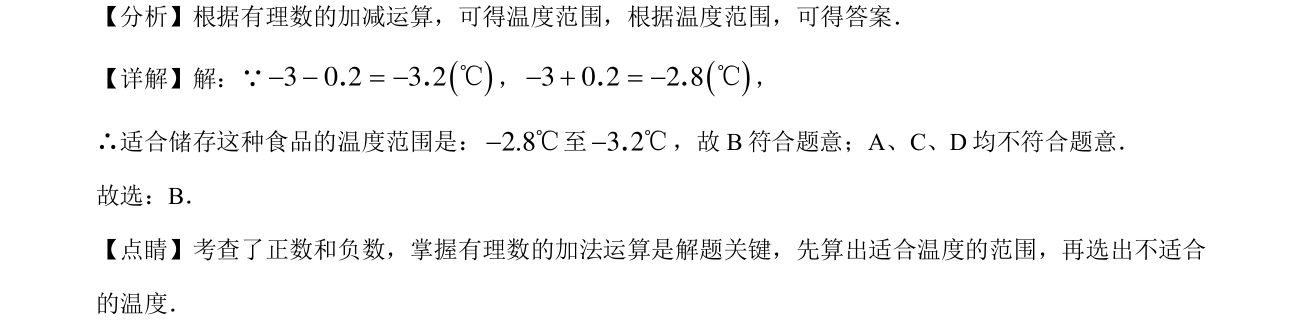 【分析】根据有理数的加减运算，可得温度范围，根据温度范围，可得答案．
【详解】解：∵−3−0.2＝−3.2(℃)，−3+0.2＝−2.8(℃)，
∴适合储存这种食品的温度范围是：−2.8℃至−3.2℃，故 B 符合题意；A、C、D 均不符合题意．
故选：B．
【点睛】考查了正数和负数，掌握有理数的加法运算是解题关键，先算出适合温度的范围，再选出不适合
的温度．